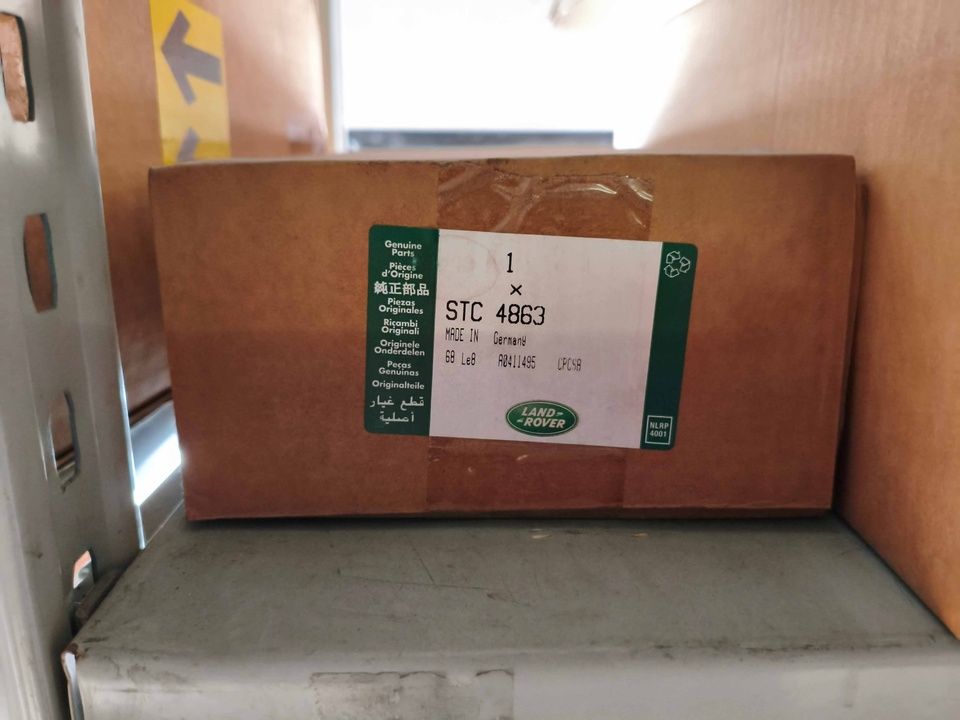 Genuine
Parts
Pièces
d'Origine
純正部品
Piezas
Originales
Ricambi
Originali
Originele
Onderdelen
Peças
Genuínas
Originalteile
قطع غيار
أصلية
1
×
STC 4863
MADE IN Germany
68 Le8 A0411495
LAND-
-ROVER
NLRP
4001